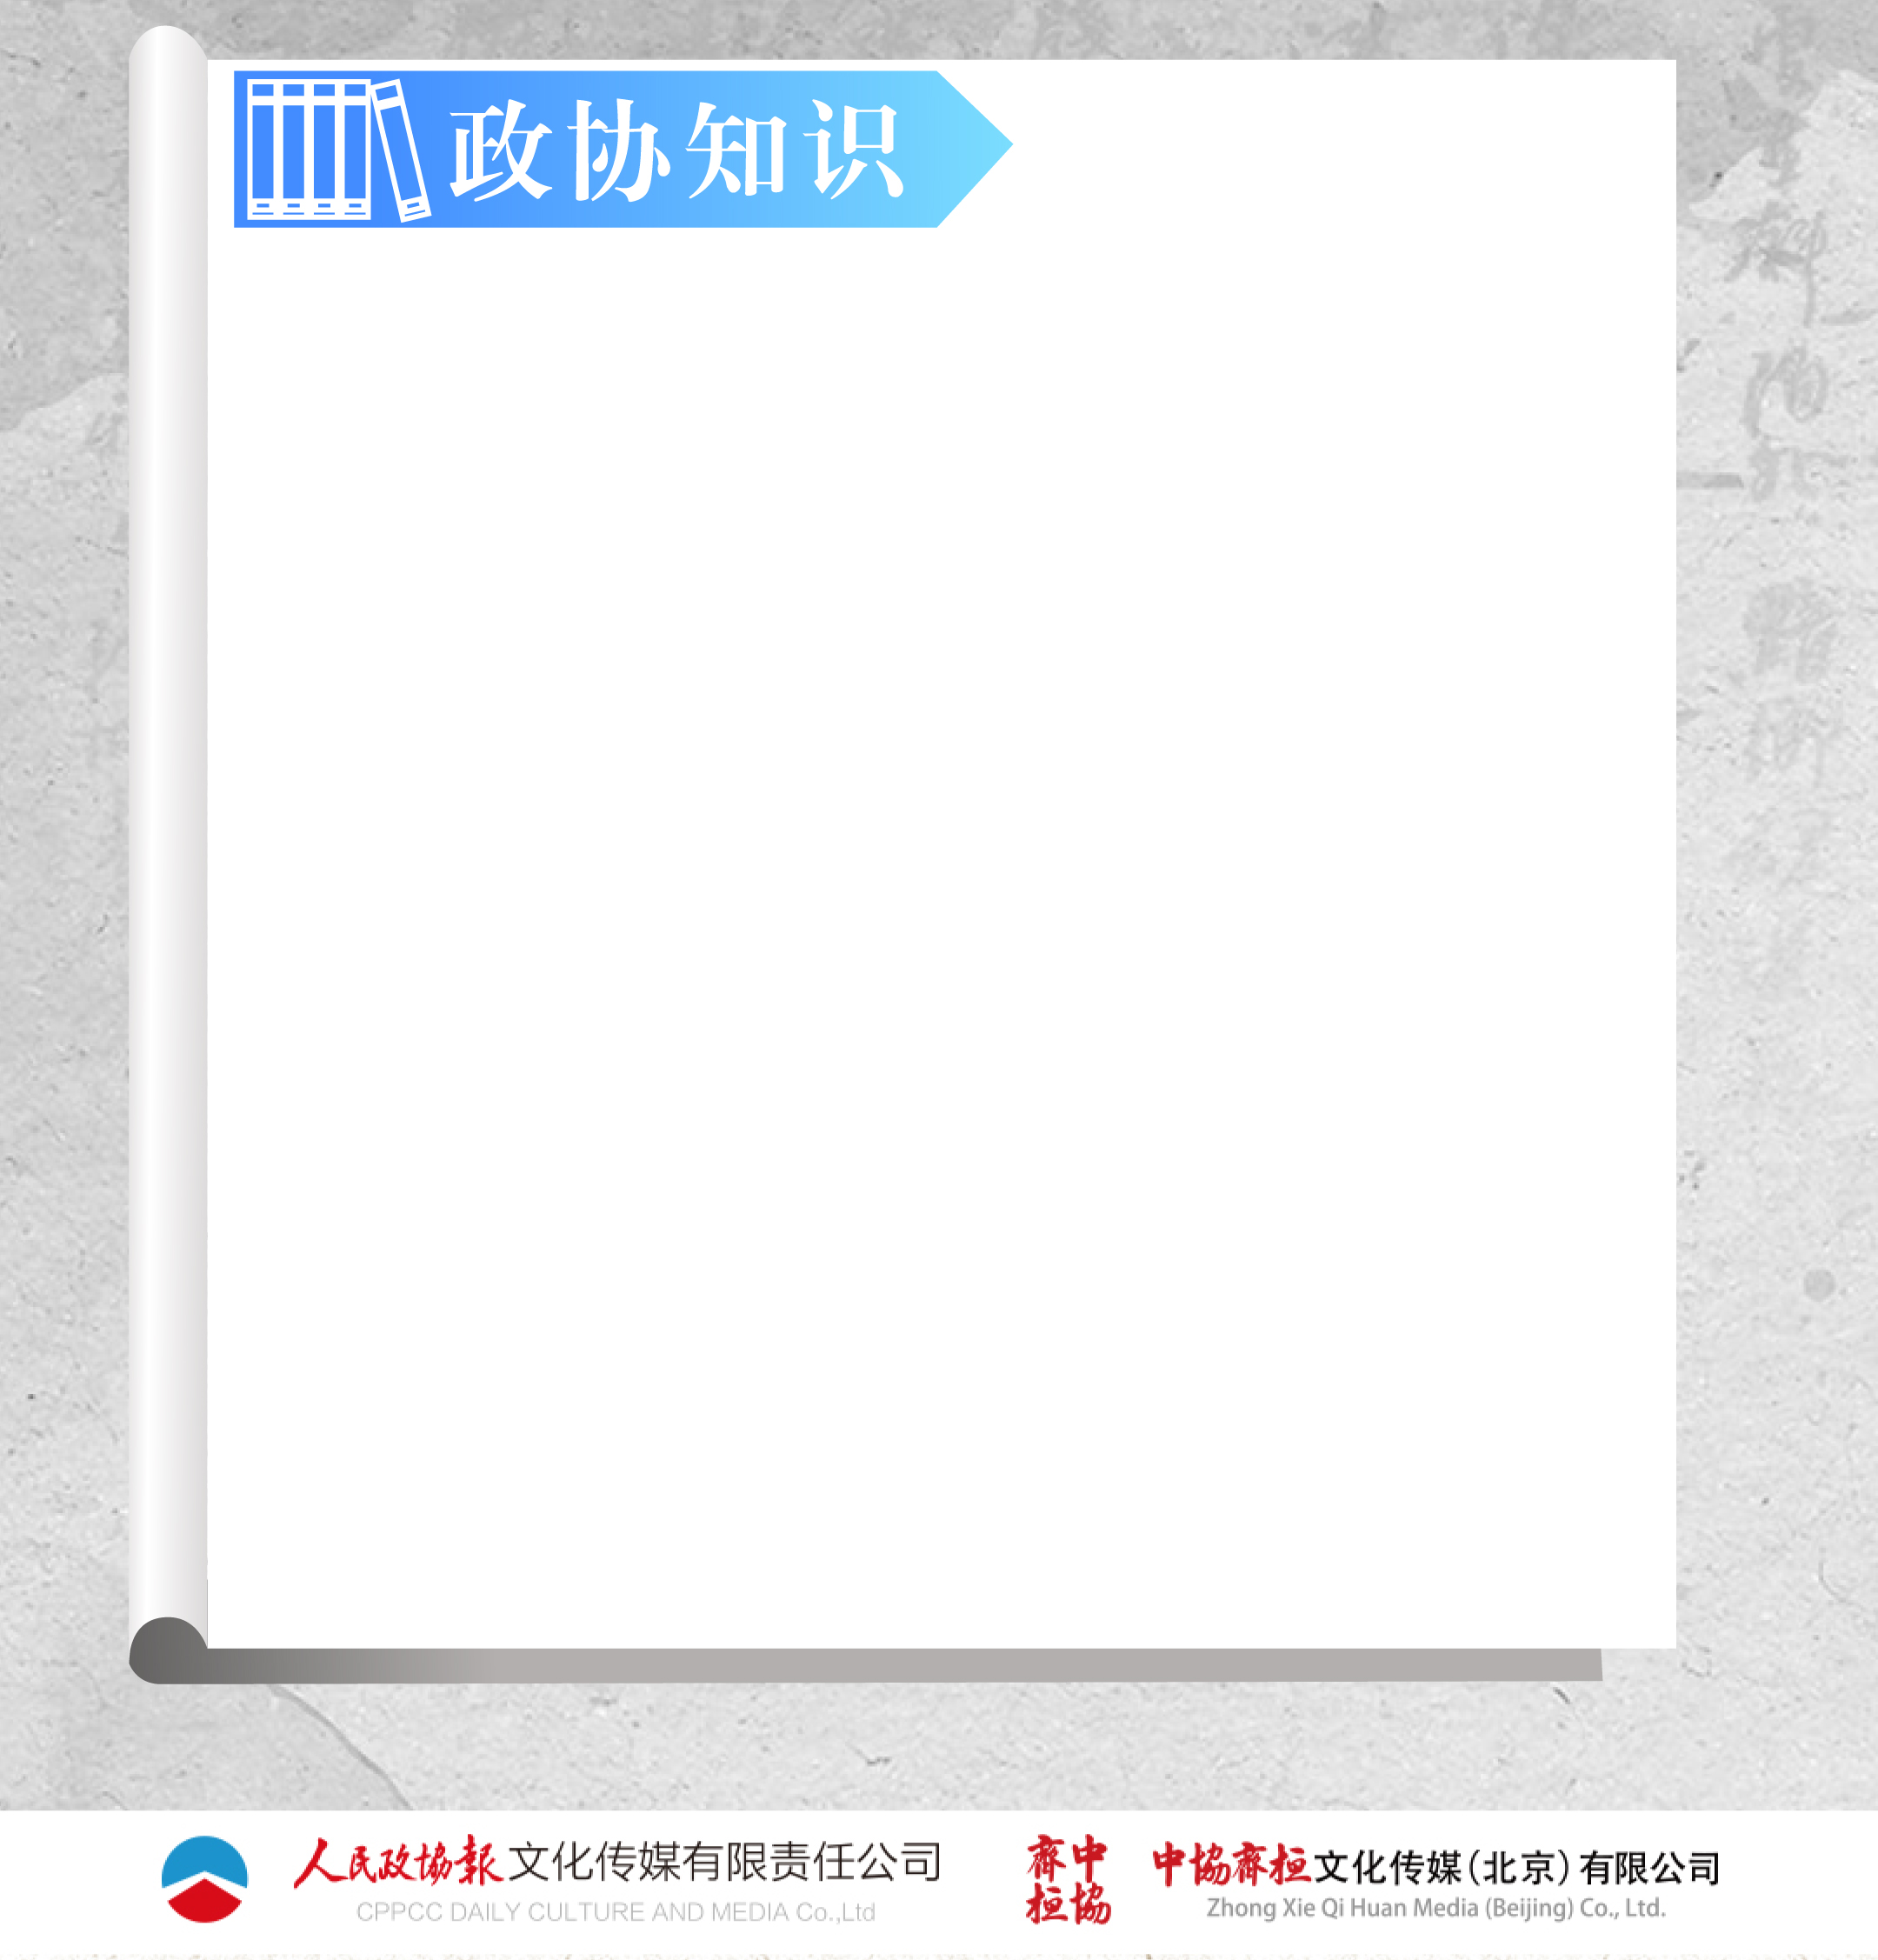 政协知识
人民政協報文化传媒有限责任公司
CPPCC DAILY CULTURE AND MEDIA Co.,Ltd
齊中
桓協
中協齊桓文化传媒（北京）有限公司
Zhong Xie Qi Huan Media (Beijing) Co., Ltd.